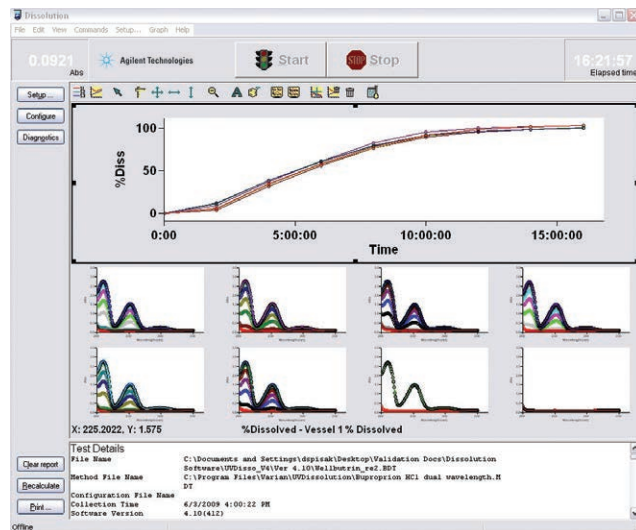 Dissolution
File Edit View Commands Setup... Graph Help
0.0921
Abs
Agilent Technologies
Start
STOP
Stop
16:21:57
Elapsed time
Setup ...
Configure
Diagnostics
%Diss
100
50
0
0:00 5:00:00 10:00:00 15:00:00
Time
X: 225.2022, Y: 1.575 %Dissolved - Vessel 1 % Dissolved
Test Details
File Name C:\Documents and Settings\dspisak\Desktop\Validation Docs\Dissolution
Software\UVDisso_V4\Ver 4.10\Wellbutrin_sr2.BDT
Method File Name C:\Program Files\Varian\UVDissolution\Buproprion HCl dual wavelength.M
DT
Configuration File Name
Collection Time 6/3/2009 4:00:22 PM
Software Version 4.10(412)
Clear report
Recalculate
Print ...
Offline